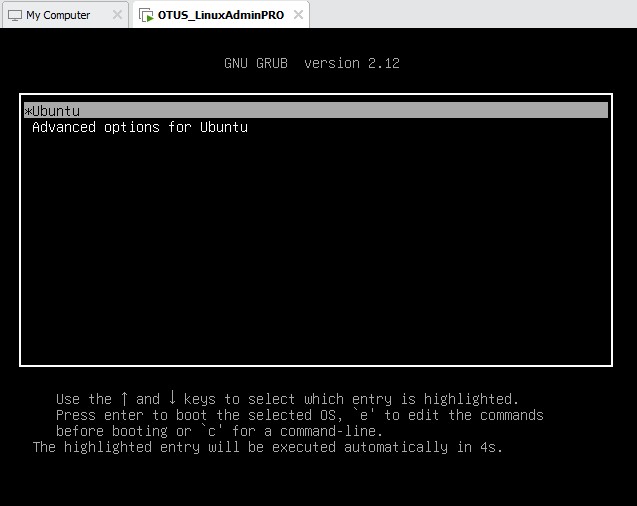 My Computer
OTUS_LinuxAdminPRO
GNU GRUB  version 2.12
*Ubuntu
Advanced options for Ubuntu
Use the ↑ and ↓ keys to select which entry is highlighted.
Press enter to boot the selected OS, `e' to edit the commands
before booting or `c' for a command-line.
The highlighted entry will be executed automatically in 4s.